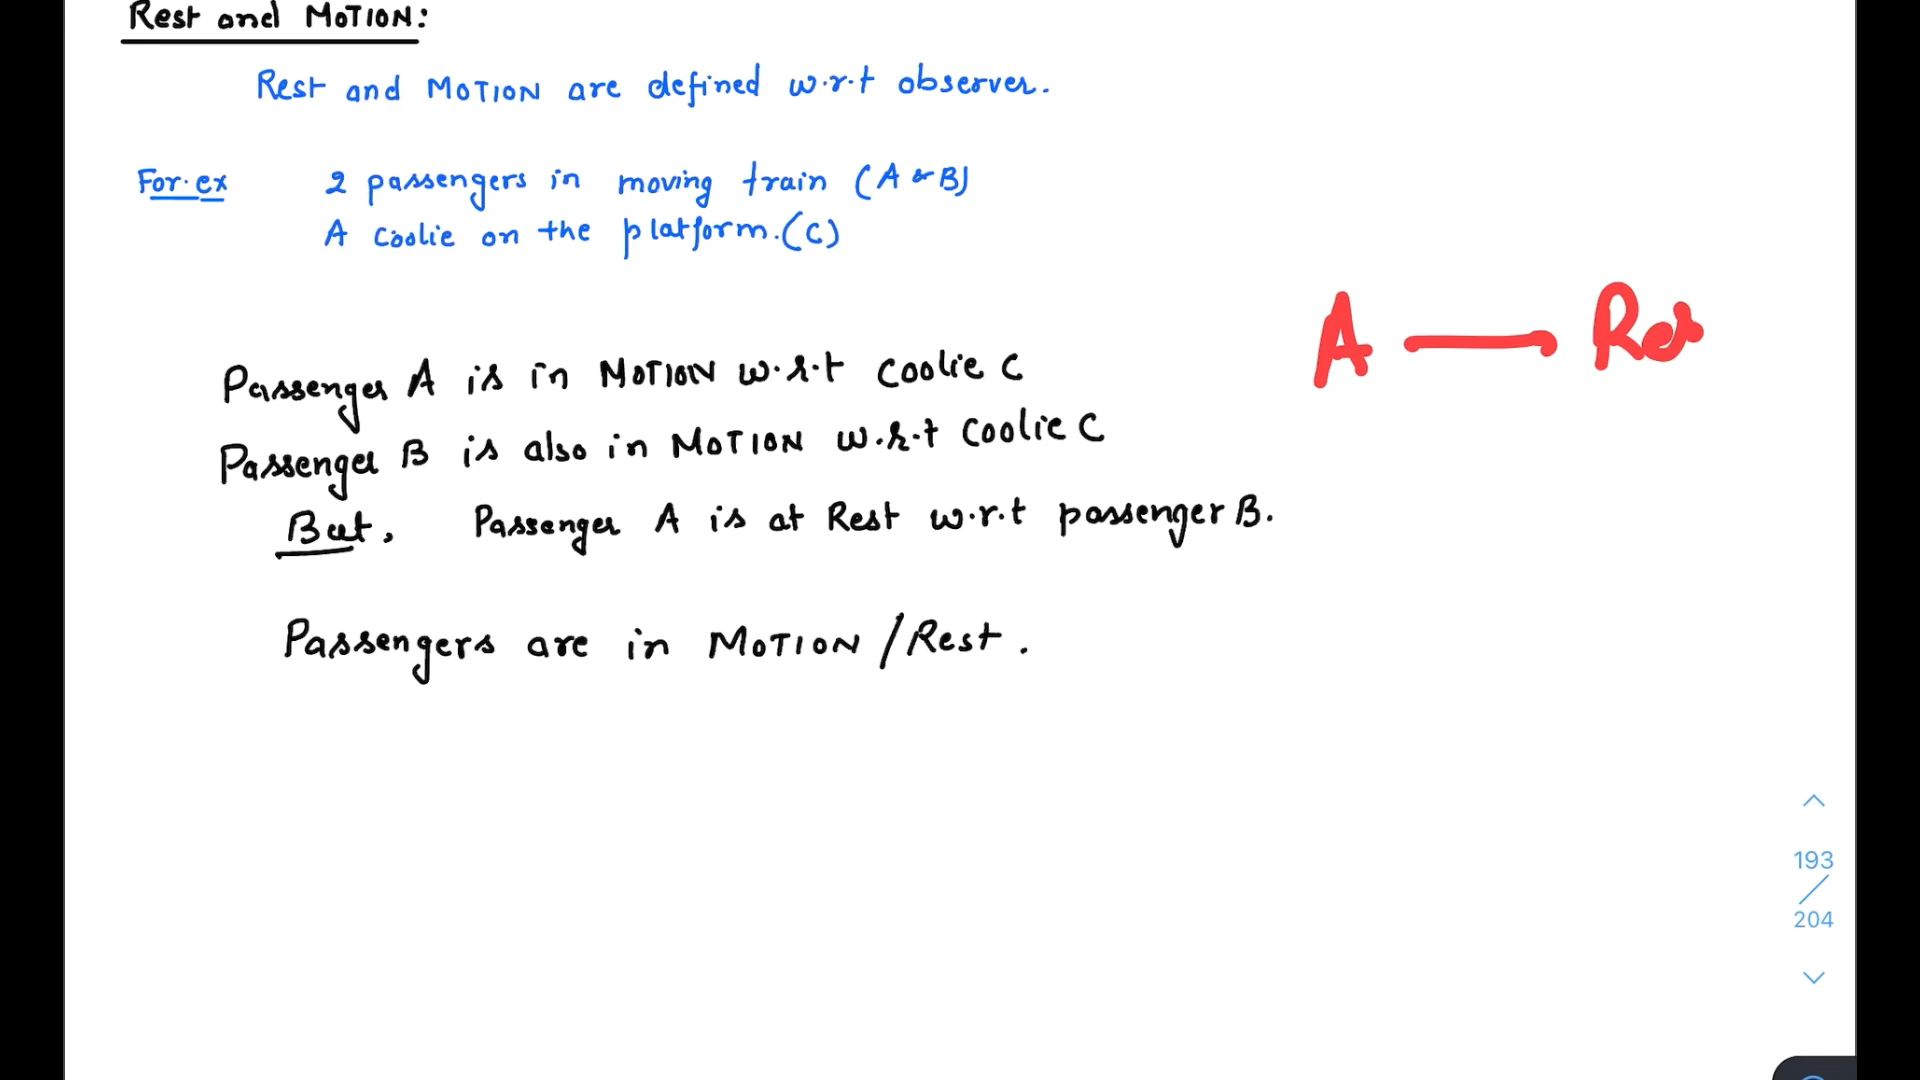 Rest and MOTION:
Rest and MOTION are defined w.r.t observer.
For.ex 2 passengers in moving train (A & B)
A coolie on the platform.(C)
A — Res
Passenger A is in MOTION w.r.t coolie C
Passenger B is also in MOTION w.r.t coolie C
But, Passenger A is at Rest w.r.t passenger B.
Passengers are in MOTION / Rest.
193
/
204